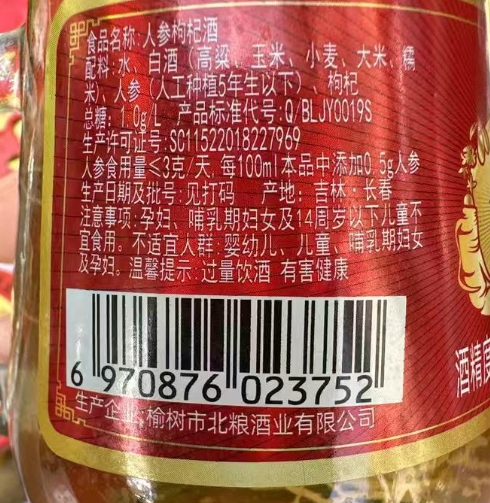 食品名称:人参枸杞酒
配料:水、白酒（高粱、玉米、小麦、大米、糯
米）、人参（人工种植5年生以下）、枸杞
总糖:1.0g/L 产品标准代号:Q/BLJY0019S
生产许可证号:SC11522018227969
人参食用量≤3克/天,每100ml本品中添加0.5g人参
生产日期及批号:见打码 产地:吉林·长春
注意事项:孕妇、哺乳期妇女及14周岁以下儿童不
宜食用。不适宜人群:婴幼儿、儿童、哺乳期妇女
及孕妇。温馨提示:过量饮酒 有害健康
6 970876 023752
生产企业:榆树市北粮酒业有限公司
酒精度